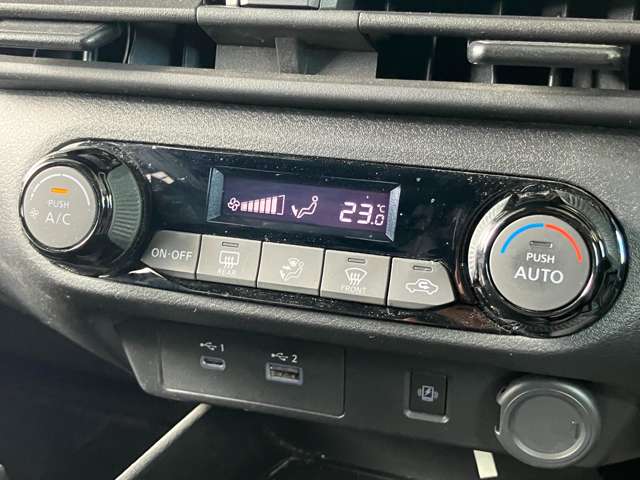 PUSH
A/C
23.0 °C
PUSH
AUTO
ON·OFF
REAR
FRONT
1
2